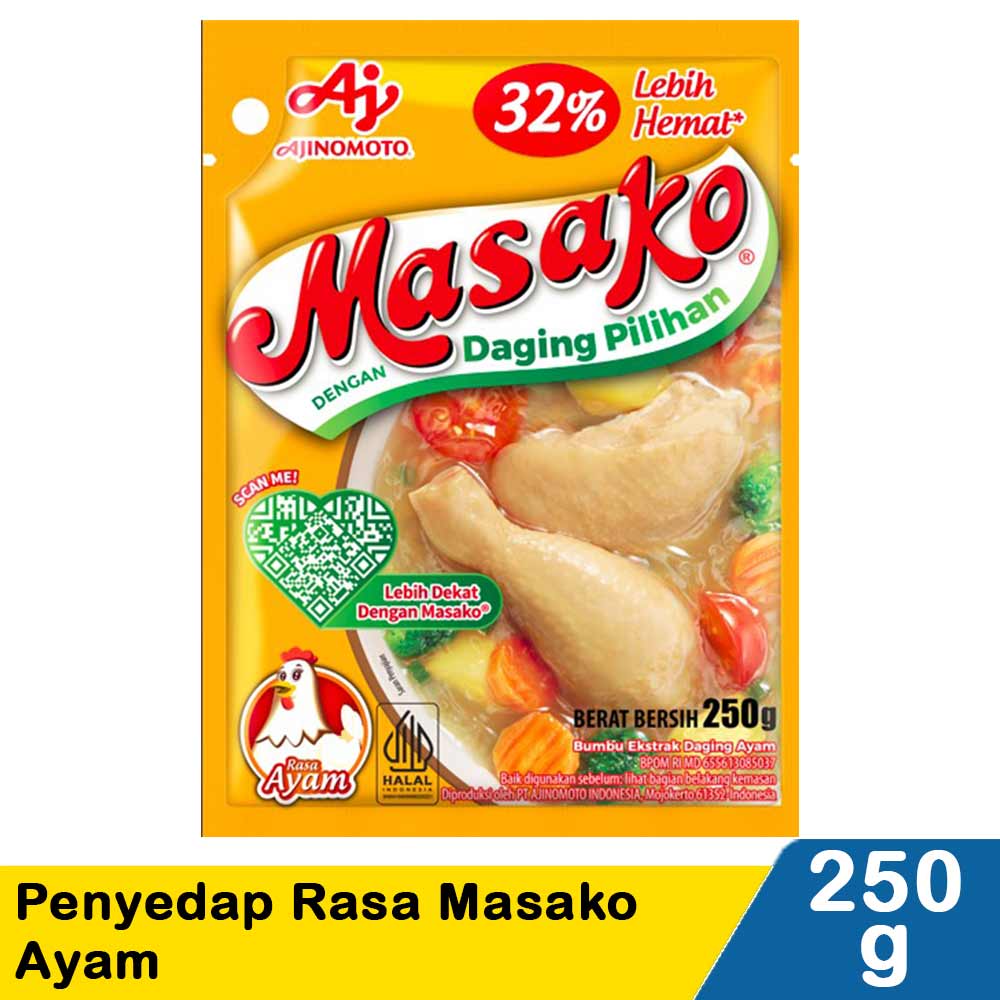 Aj
AJINOMOTO
32%
Lebih
Hemat*
Masako®
DENGAN
Daging Pilihan
SCAN ME!
Lebih Dekat
Dengan Masako®
Saran Penyajian
Rasa
Ayam
HALAL
INDONESIA
BERAT BERSIH 250g
Bumbu Ekstrak Daging Ayam
BPOM RI MD 655613085037
Baik digunakan sebelum: lihat bagian belakang kemasan
Diproduksi oleh PT AJINOMOTO INDONESIA, Mojokerto 61352, Indonesia
Penyedap Rasa Masako
Ayam
250
g